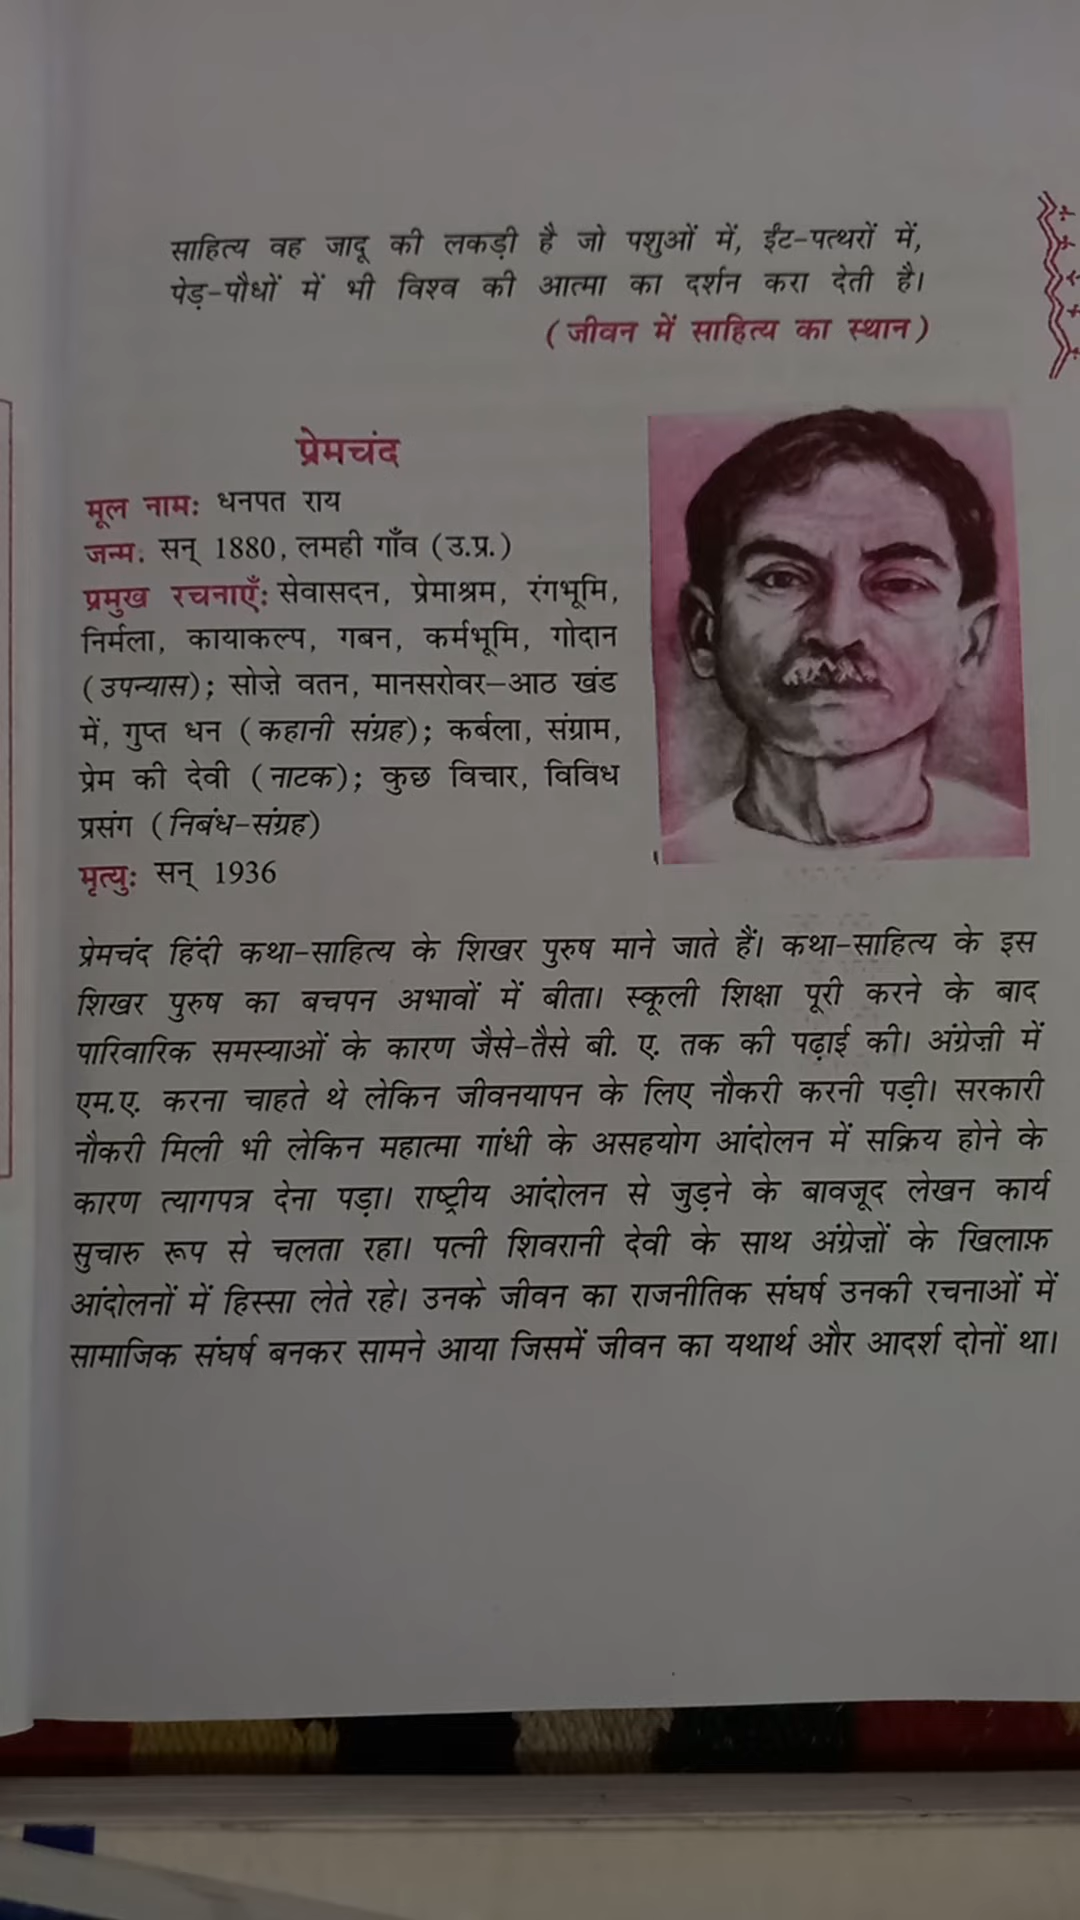 साहित्य वह जादू की लकड़ी है जो पशुओं में, ईंट-पत्थरों में,
पेड़-पौधों में भी विश्व की आत्मा का दर्शन करा देती है।
(जीवन में साहित्य का स्थान)
प्रेमचंद
मूल नामः धनपत राय
जन्म: सन् 1880, लमही गाँव (उ.प्र.)
प्रमुख रचनाएँः सेवासदन, प्रेमाश्रम, रंगभूमि,
निर्मला, कायाकल्प, गबन, कर्मभूमि, गोदान
(उपन्यास); सोज़े वतन, मानसरोवर—आठ खंड
में, गुप्त धन (कहानी संग्रह); कर्बला, संग्राम,
प्रेम की देवी (नाटक); कुछ विचार, विविध
प्रसंग (निबंध-संग्रह)
मृत्युः सन् 1936
प्रेमचंद हिंदी कथा-साहित्य के शिखर पुरुष माने जाते हैं। कथा-साहित्य के इस
शिखर पुरुष का बचपन अभावों में बीता। स्कूली शिक्षा पूरी करने के बाद
पारिवारिक समस्याओं के कारण जैसे-तैसे बी. ए. तक की पढ़ाई की। अंग्रेज़ी में
एम.ए. करना चाहते थे लेकिन जीवनयापन के लिए नौकरी करनी पड़ी। सरकारी
नौकरी मिली भी लेकिन महात्मा गांधी के असहयोग आंदोलन में सक्रिय होने के
कारण त्यागपत्र देना पड़ा। राष्ट्रीय आंदोलन से जुड़ने के बावजूद लेखन कार्य
सुचारु रूप से चलता रहा। पत्नी शिवरानी देवी के साथ अंग्रेज़ों के खिलाफ़
आंदोलनों में हिस्सा लेते रहे। उनके जीवन का राजनीतिक संघर्ष उनकी रचनाओं में
सामाजिक संघर्ष बनकर सामने आया जिसमें जीवन का यथार्थ और आदर्श दोनों था।